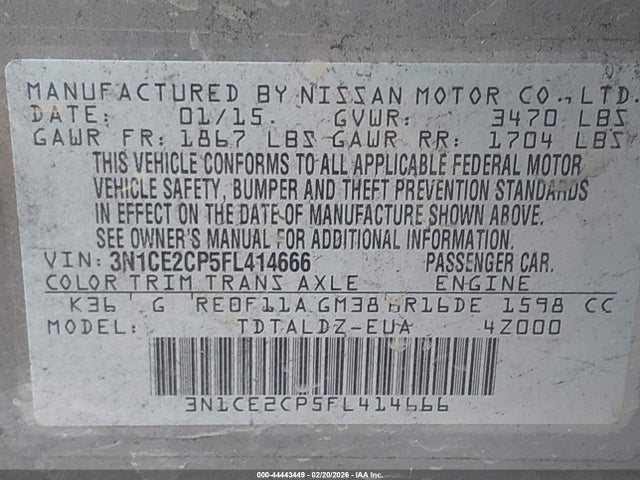 MANUFACTURED BY NISSAN MOTOR CO., LTD.
DATE: 01/15. GVWR: 3470 LBS
GAWR FR: 1867 LBS GAWR RR: 1704 LBS
THIS VEHICLE CONFORMS TO ALL APPLICABLE FEDERAL MOTOR
VEHICLE SAFETY, BUMPER AND THEFT PREVENTION STANDARDS
IN EFFECT ON THE DATE OF MANUFACTURE SHOWN ABOVE.
SEE OWNER'S MANUAL FOR ADDITIONAL INFORMATION
VIN: 3N1CE2CP5FL414666 PASSENGER CAR.
COLOR TRIM TRANS AXLE ENGINE
K36 G RE0F11A GM38 HR16DE 1598 CC
MODEL: TDTALDZ-EUA 4Z000
3N1CE2CP5FL414666
000-44443449 02/20/2026 - IAA Inc.